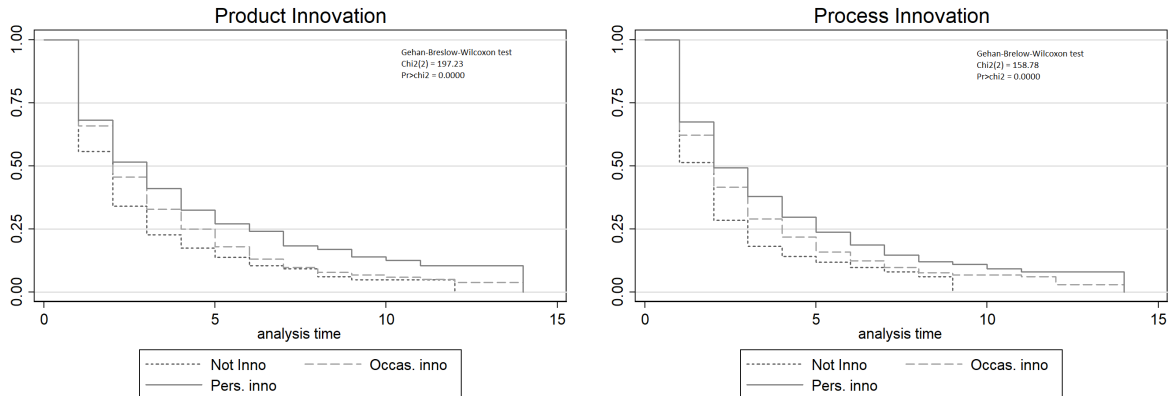 Product Innovation
1.00
0.75
0.50
0.25
0.00
Gehan-Breslow-Wilcoxon test
Chi2(2) = 197.23
Pr>chi2 = 0.0000
0 5 10 15
analysis time
Not Inno Occas. inno
Pers. inno
Process Innovation
1.00
0.75
0.50
0.25
0.00
Gehan-Brelow-Wilcoxon test
Chi2(2) = 158.78
Pr>chi2 = 0.0000
0 5 10 15
analysis time
Not Inno Occas. inno
Pers. inno